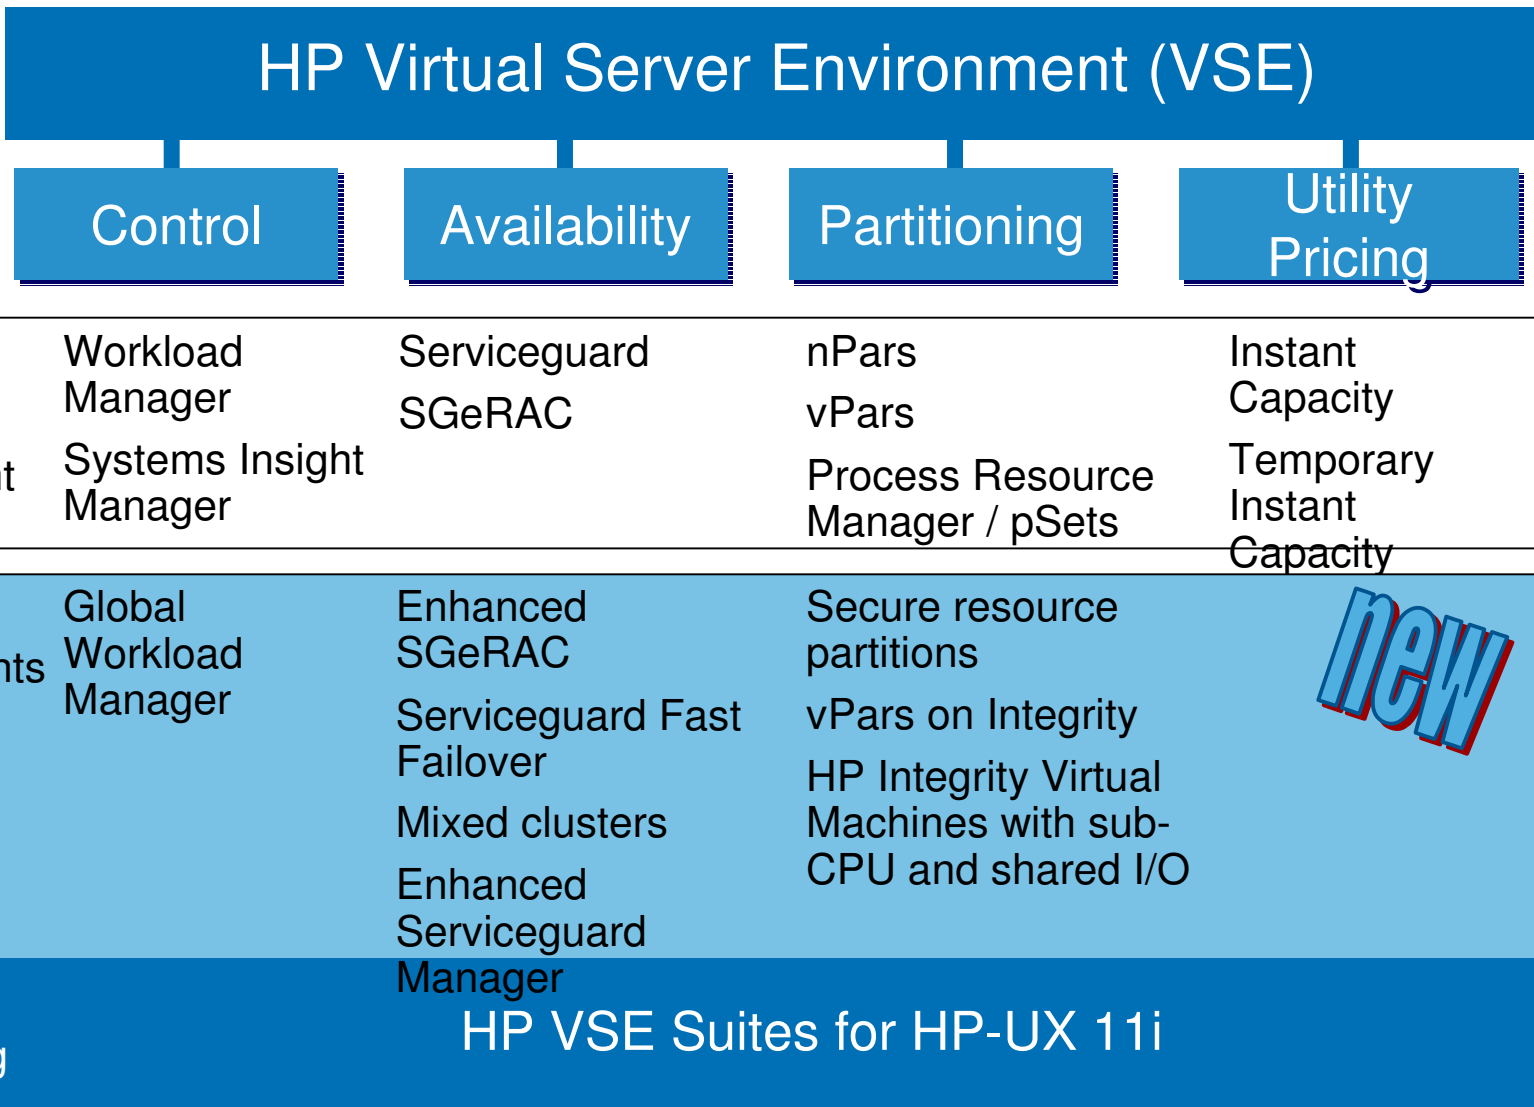 HP Virtual Server Environment (VSE)
Control
Availability
Partitioning
Utility
Pricing
Workload
Manager
Systems Insight
Manager
Serviceguard
SGeRAC
nPars
vPars
Process Resource
Manager / pSets
Instant
Capacity
Temporary
Instant
Capacity
Global
Workload
Manager
Enhanced
SGeRAC
Serviceguard Fast
Failover
Mixed clusters
Enhanced
Serviceguard
Manager
Secure resource
partitions
vPars on Integrity
HP Integrity Virtual
Machines with sub-
CPU and shared I/O
new
HP VSE Suites for HP-UX 11i